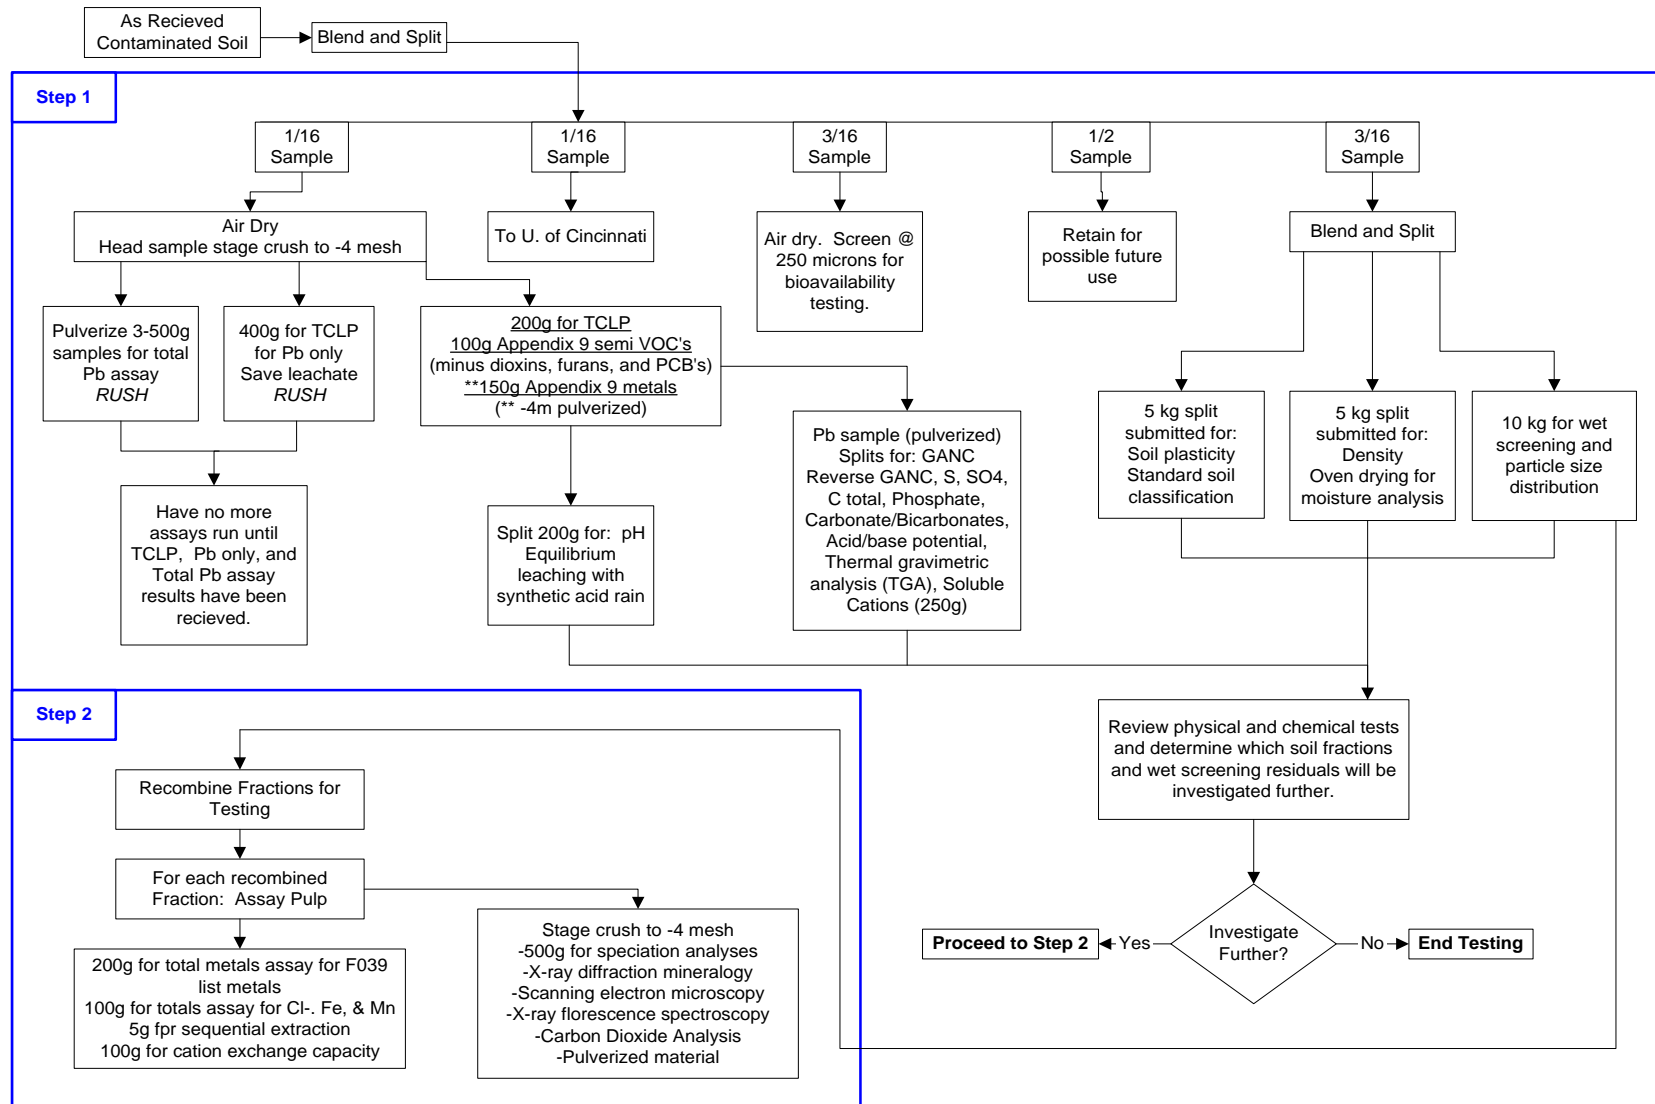 As Recieved
Contaminated Soil
Blend and Split
Step 1
1/16
Sample
1/16
Sample
3/16
Sample
1/2
Sample
3/16
Sample
Air Dry
Head sample stage crush to -4 mesh
To U. of Cincinnati
Air dry.  Screen @
250 microns for
bioavailability
testing.
Retain for
possible future
use
Blend and Split
Pulverize 3-500g
samples for total
Pb assay
RUSH
400g for TCLP
for Pb only
Save leachate
RUSH
200g for TCLP
100g Appendix 9 semi VOC's
(minus dioxins, furans, and PCB's)
**150g Appendix 9 metals
(** -4m pulverized)
5 kg split
submitted for:
Soil plasticity
Standard soil
classification
5 kg split
submitted for:
Density
Oven drying for
moisture analysis
10 kg for wet
screening and
particle size
distribution
Pb sample (pulverized)
Splits for: GANC
Reverse GANC, S, SO4,
C total, Phosphate,
Carbonate/Bicarbonates,
Acid/base potential,
Thermal gravimetric
analysis (TGA), Soluble
Cations (250g)
Have no more
assays run until
TCLP,  Pb only, and
Total Pb assay
results have been
recieved.
Split 200g for:  pH
Equilibrium
leaching with
synthetic acid rain
Step 2
Review physical and chemical tests
and determine which soil fractions
and wet screening residuals will be
investigated further.
Recombine Fractions for
Testing
For each recombined
Fraction:  Assay Pulp
200g for total metals assay for F039
list metals
100g for totals assay for Cl-. Fe, & Mn
5g fpr sequential extraction
100g for cation exchange capacity
Stage crush to -4 mesh
-500g for speciation analyses
-X-ray diffraction mineralogy
-Scanning electron microscopy
-X-ray florescence spectroscopy
-Carbon Dioxide Analysis
-Pulverized material
Proceed to Step 2
Yes
Investigate
Further?
No
End Testing